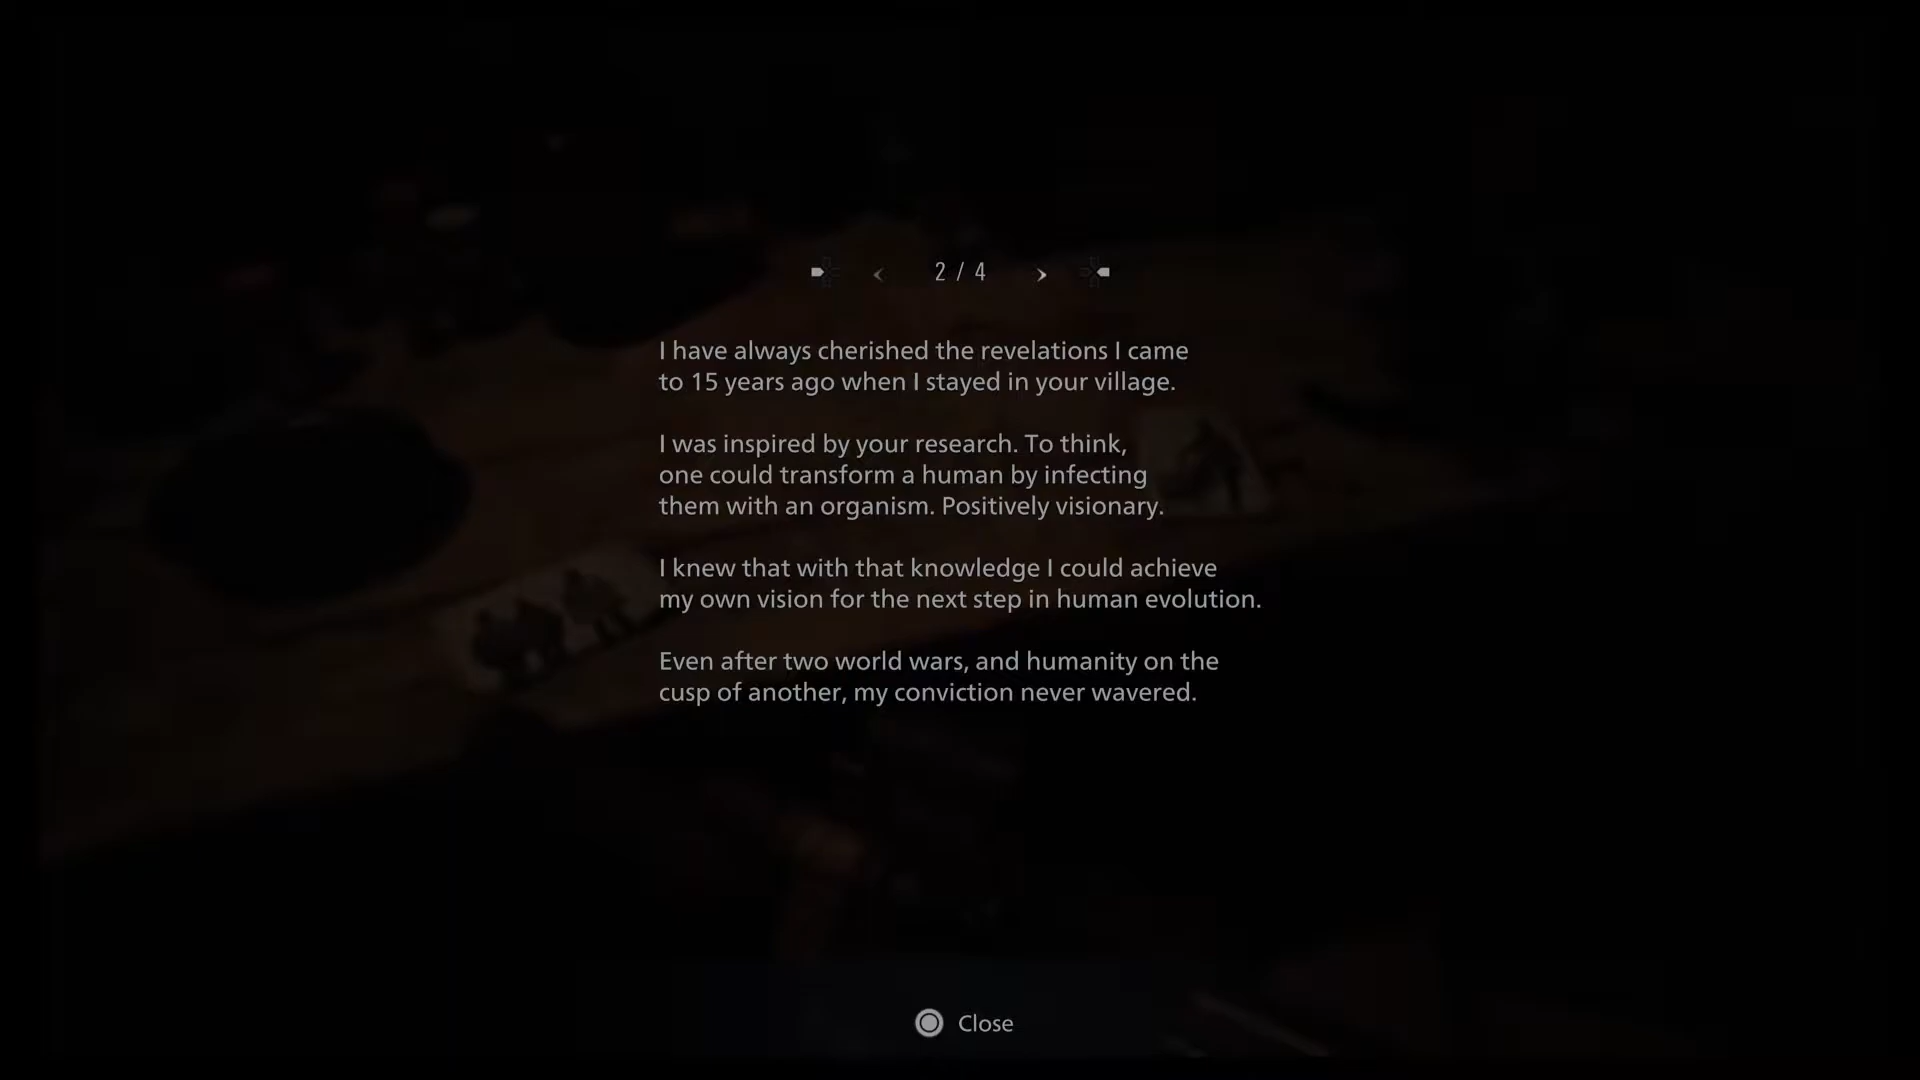 2 / 4
I have always cherished the revelations I came
to 15 years ago when I stayed in your village.
I was inspired by your research. To think,
one could transform a human by infecting
them with an organism. Positively visionary.
I knew that with that knowledge I could achieve
my own vision for the next step in human evolution.
Even after two world wars, and humanity on the
cusp of another, my conviction never wavered.
Close